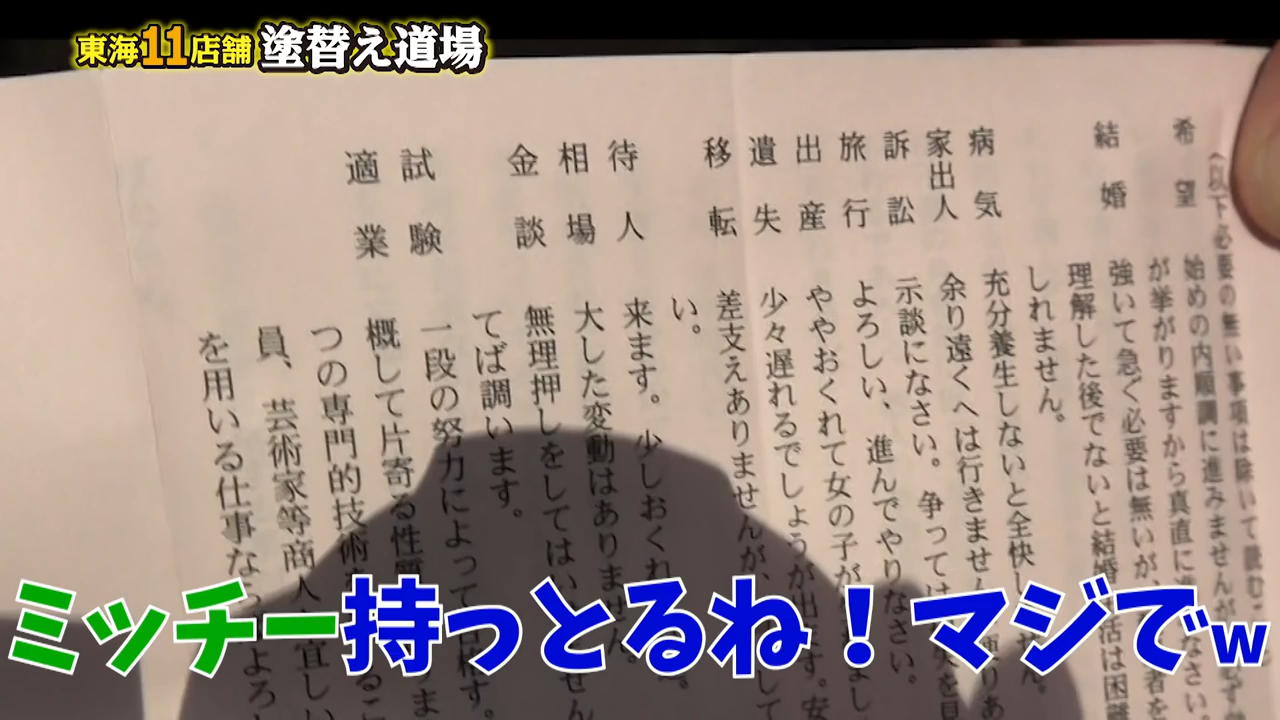 東海11店舗 塗替え道場
(以下必要の無い事項は除いて読む
希望 始めの内順調に進みませんが
が挙がりますから真直に
結婚 強いて急ぐ必要は無いが、
理解した後でないと結婚
しれません。
病気 充分養生しないと全快し
家出人 余り遠くへは行きません
訴訟 示談になさい。争っては
旅行 よろしい、進んでやりなさい。
出産 ややおくれて女の子が
遺失 少々遅れるでしょうが出
移転 差支えありませんが、
い。
待人 来ます。少しおくれ
相場 大した変動はありません。
金談 無理押しをしてはい
てば調います。
試験 一段の努力によって
適業 概して片寄る性質
つの専門的技術
員、芸術家等商人
を用いる仕事な
ミッチー持っとるね！マジでw